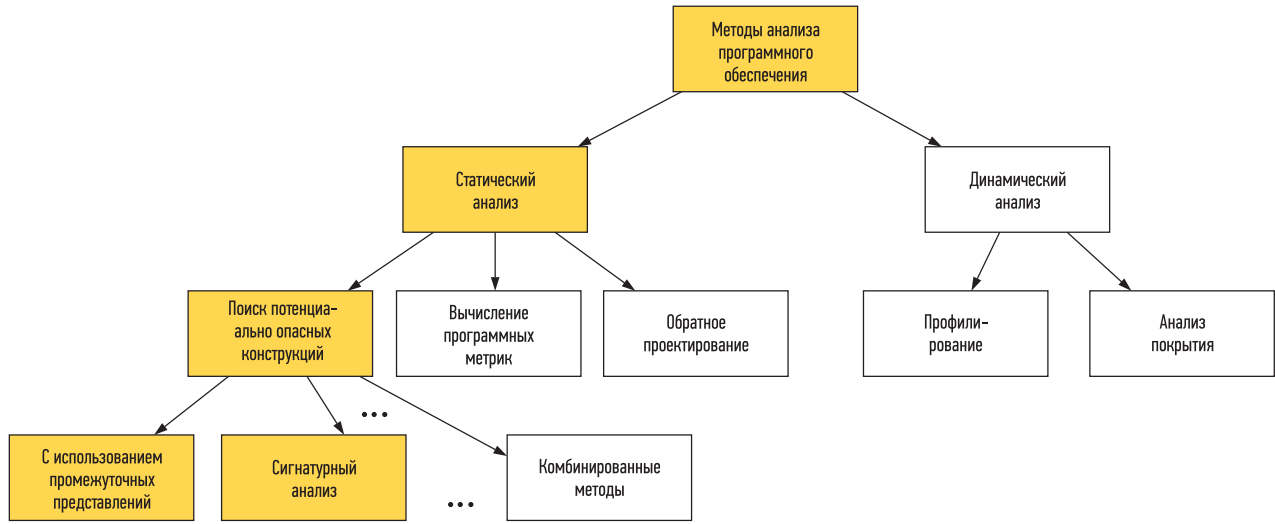 Методы анализа
программного
обеспечения
Статический
анализ
Динамический
анализ
Поиск потенци-
ально опасных
конструкций
Вычисление
программных
метрик
Обратное
проектирование
Профили-
рование
Анализ
покрытия
...
С использованием
промежуточных
представлений
Сигнатурный
анализ
...
Комбинированные
методы